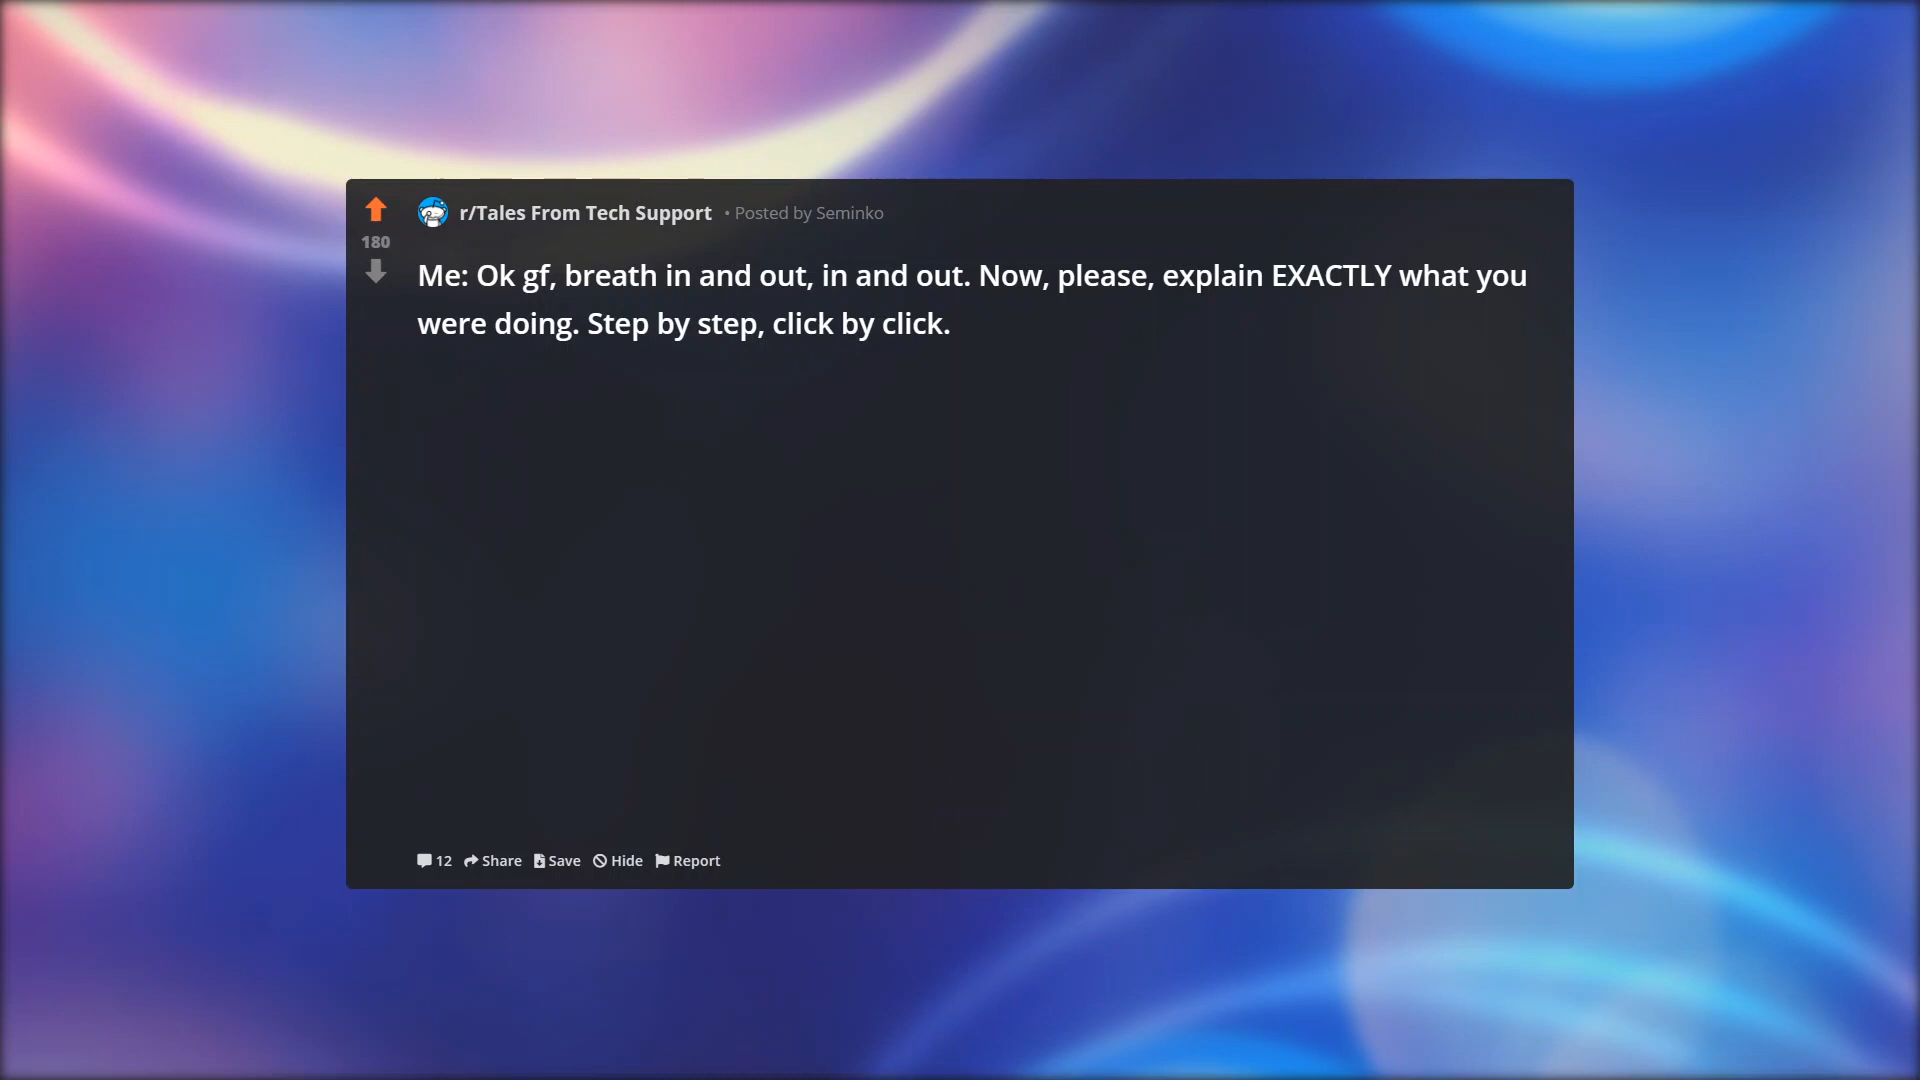 r/Tales From Tech Support • Posted by Seminko
180
Me: Ok gf, breath in and out, in and out. Now, please, explain EXACTLY what you
were doing. Step by step, click by click.
12 Share Save Hide Report